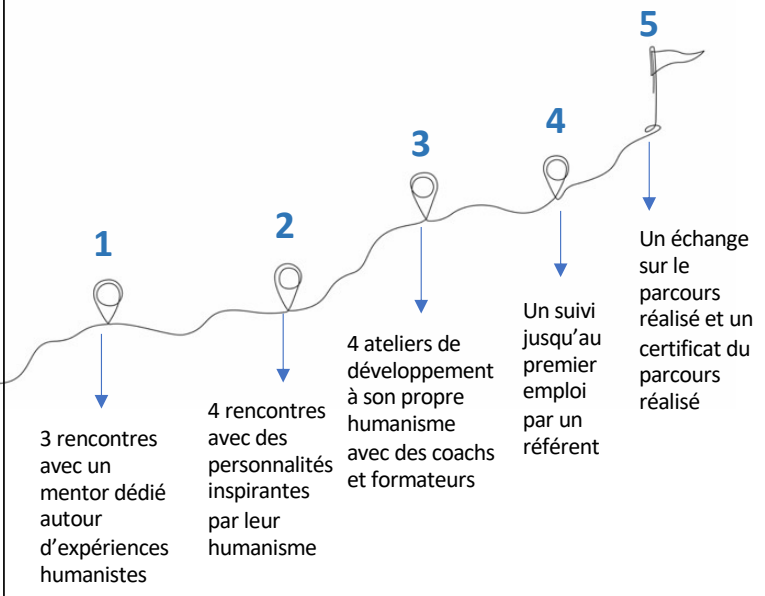 1
3 rencontres
avec un
mentor dédié
autour
d’expériences
humanistes
2
4 rencontres
avec des
personnalités
inspirantes
par leur
humanisme
3
4 ateliers de
développement
à son propre
humanisme
avec des coachs
et formateurs
4
Un suivi
jusqu’au
premier
emploi
par un
référent
5
Un échange
sur le
parcours
réalisé et un
certificat du
parcours
réalisé